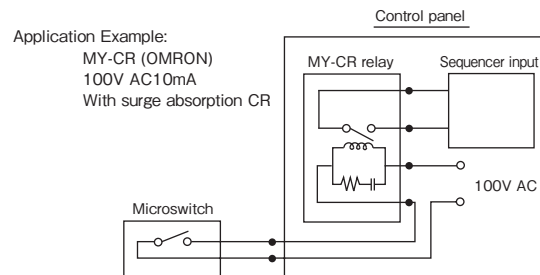 Control panel
Application Example:
MY-CR (OMRON)
100V AC10mA
With surge absorption CR
MY-CR relay
Sequencer input
100V AC
Microswitch